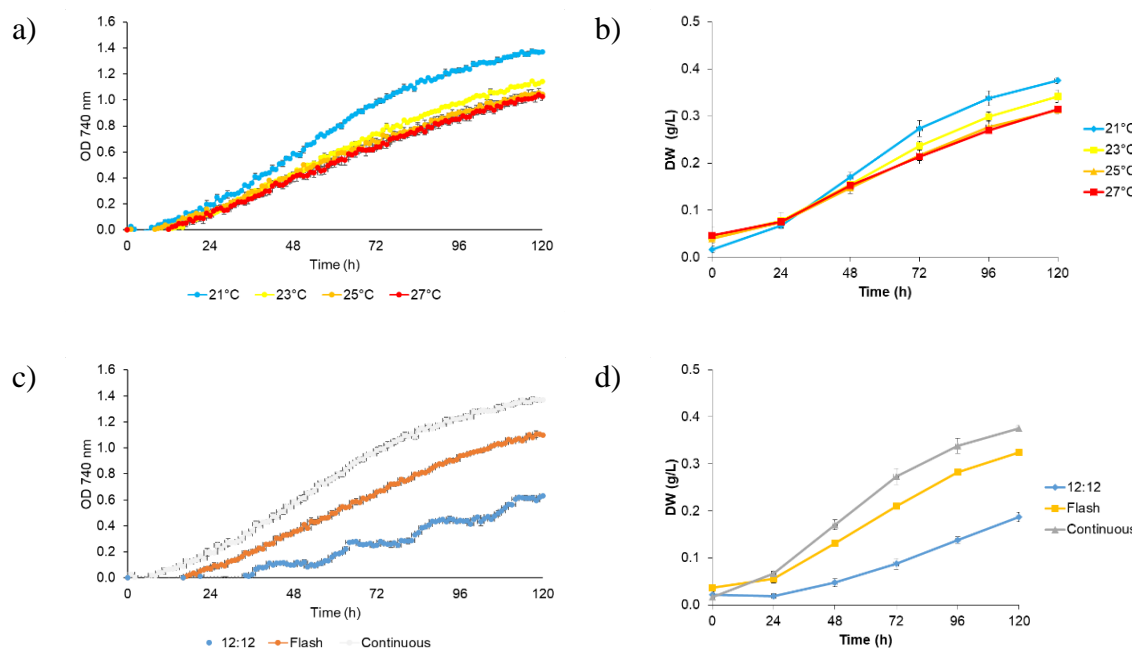 a)
1.6
1.4
1.2
1.0
0.8
0.6
0.4
0.2
0.0
OD 740 nm
0 24 48 72 96 120
Time (h)
21°C 23°C 25°C 27°C
b)
0.5
0.4
0.3
0.2
0.1
0.0
DW (g/L)
0 24 48 72 96 120
Time (h)
21°C
23°C
25°C
27°C
c)
1.6
1.4
1.2
1.0
0.8
0.6
0.4
0.2
0.0
OD 740 nm
0 24 48 72 96 120
Time (h)
12:12 Flash Continuous
d)
0.5
0.4
0.3
0.2
0.1
0.0
DW (g/L)
0 24 48 72 96 120
Time (h)
12:12
Flash
Continuous